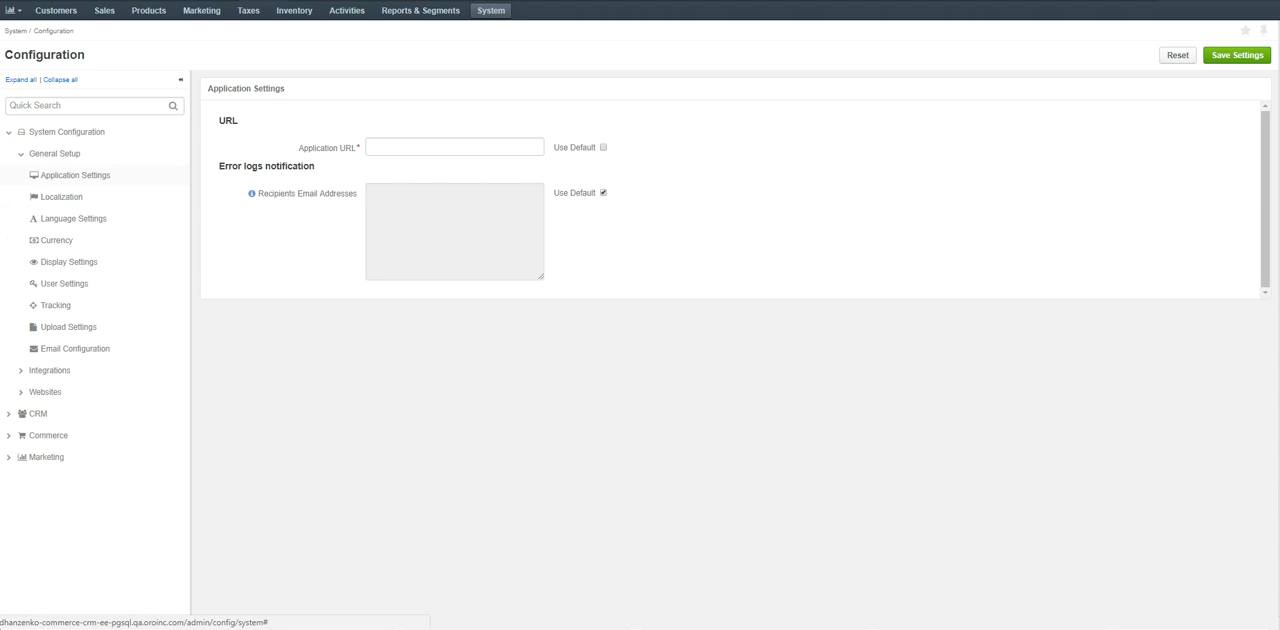 Customers Sales Products Marketing Taxes Inventory Activities Reports & Segments System
System / Configuration
Configuration
Reset Save Settings
Expand all | Collapse all
Quick Search
System Configuration
General Setup
Application Settings
Localization
Language Settings
Currency
Display Settings
User Settings
Tracking
Upload Settings
Email Configuration
Integrations
Websites
CRM
Commerce
Marketing
Application Settings
URL
Application URL* Use Default
Error logs notification
Recipients Email Addresses Use Default
dhanzenko-commerce-crm-ee-pgsql.qa.oroinc.com/admin/config/system#